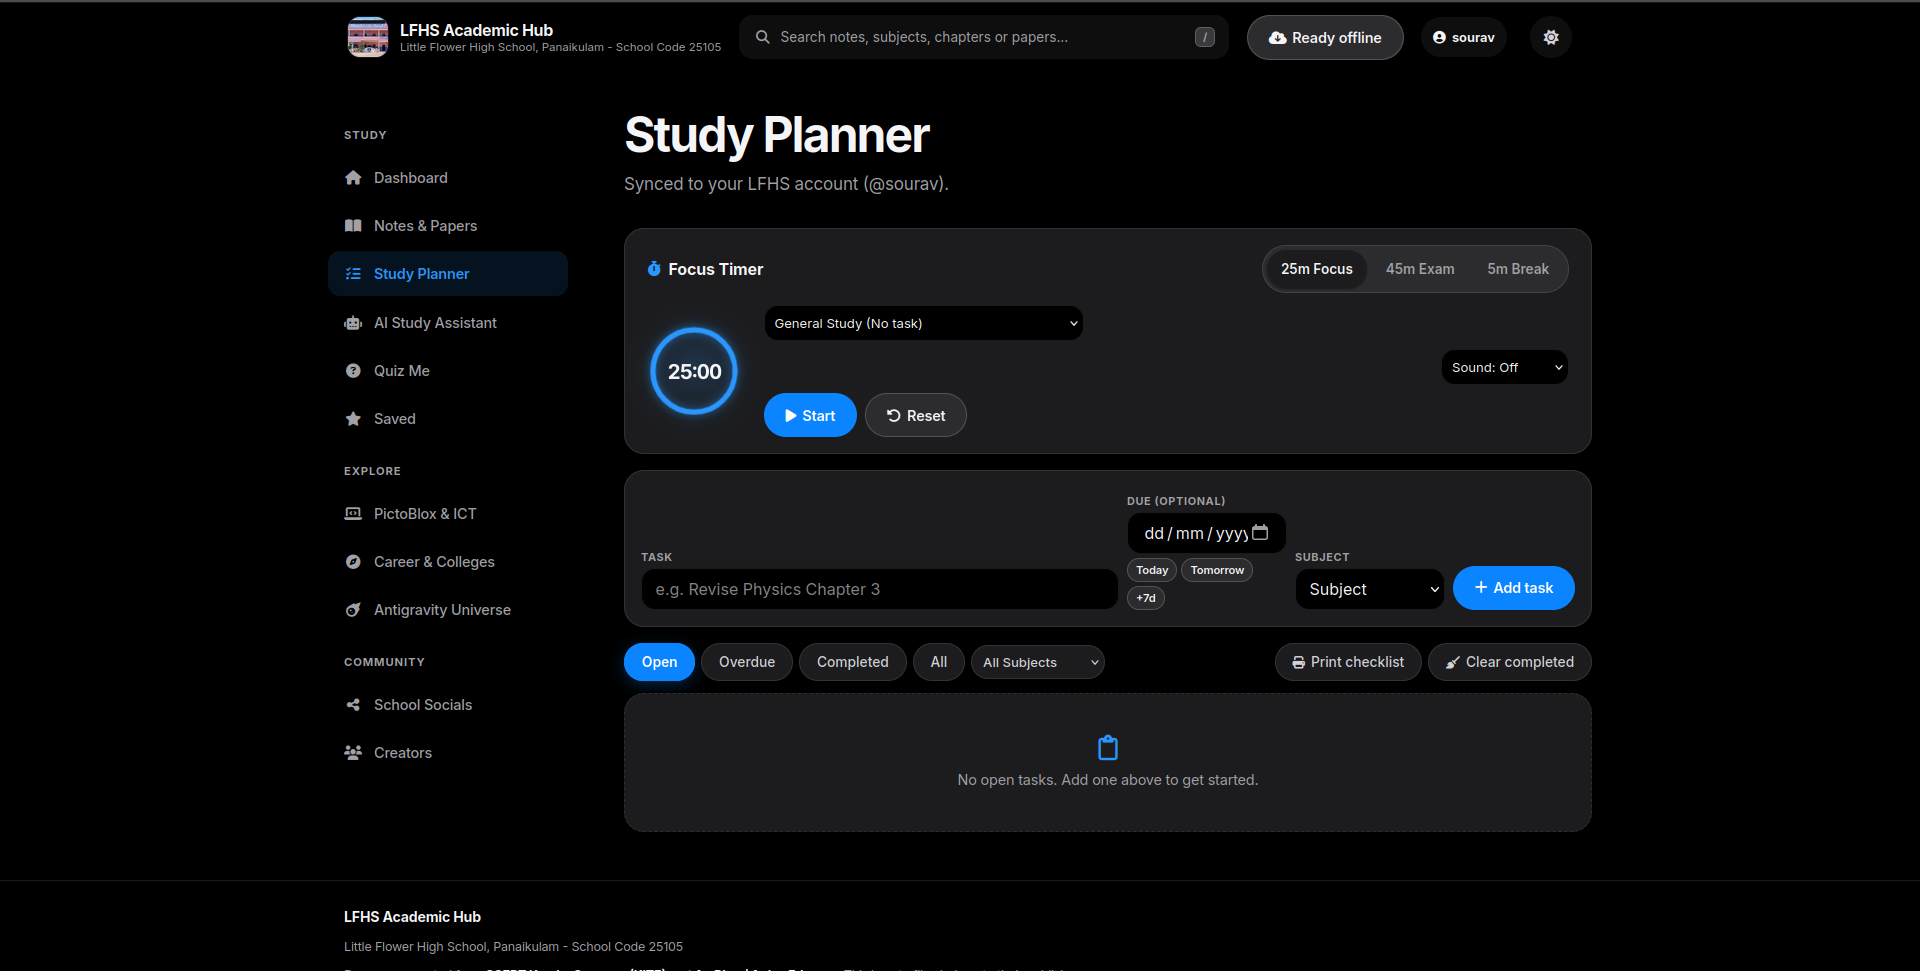 LFHS Academic Hub
Little Flower High School, Panaikulam - School Code 25105
Search notes, subjects, chapters or papers...
/
Ready offline
sourav
STUDY
Dashboard
Notes & Papers
Study Planner
AI Study Assistant
Quiz Me
Saved
EXPLORE
PictoBlox & ICT
Career & Colleges
Antigravity Universe
COMMUNITY
School Socials
Creators
Study Planner
Synced to your LFHS account (@sourav).
Focus Timer
25m Focus
45m Exam
5m Break
25:00
General Study (No task)
Sound: Off
Start
Reset
TASK
e.g. Revise Physics Chapter 3
DUE (OPTIONAL)
dd/mm/yyyy
Today
Tomorrow
+7d
SUBJECT
Subject
Add task
Open
Overdue
Completed
All
All Subjects
Print checklist
Clear completed
No open tasks. Add one above to get started.
LFHS Academic Hub
Little Flower High School, Panaikulam - School Code 25105